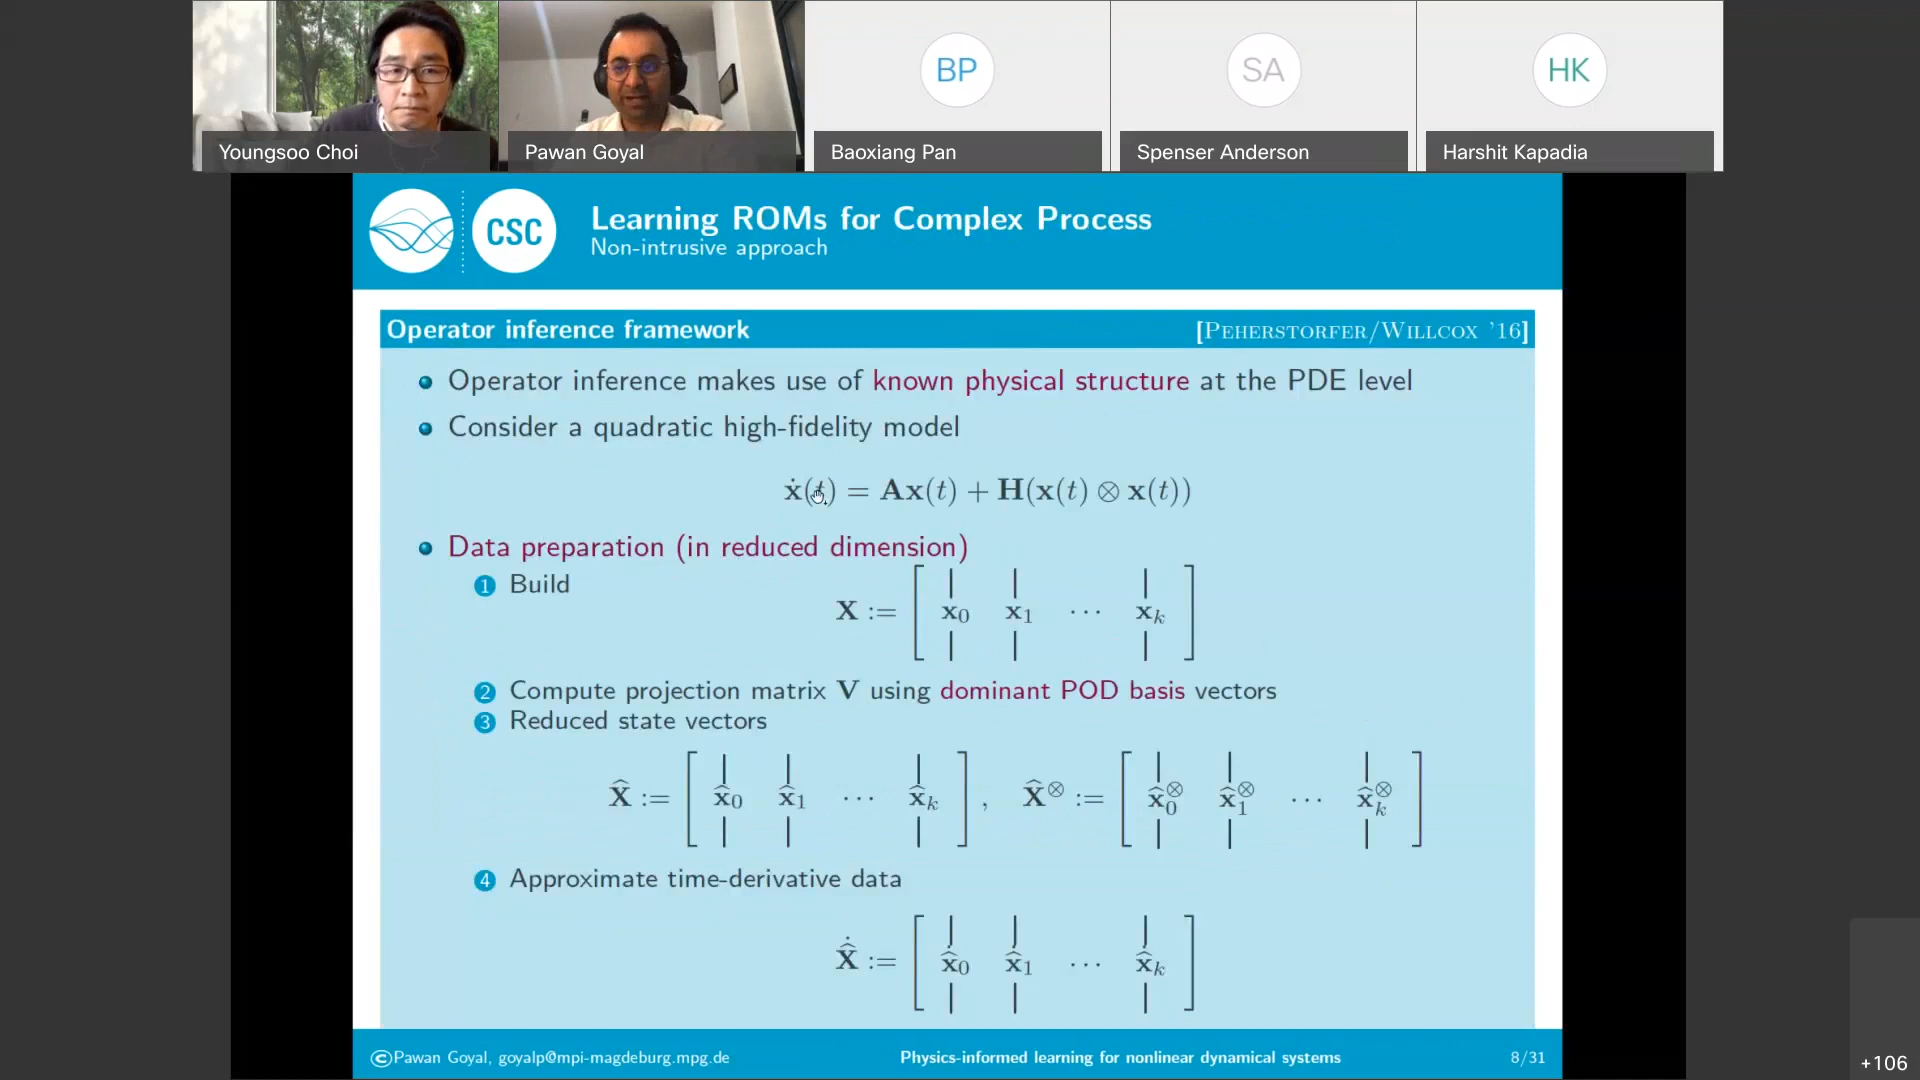 BP
SA
HK
Youngsoo Choi
Pawan Goyal
Baoxiang Pan
Spenser Anderson
Harshit Kapadia
CSC
Learning ROMs for Complex Process
Non-intrusive approach
Operator inference framework [PEHERSTORFER/WILLCOX '16]
Operator inference makes use of known physical structure at the PDE level
Consider a quadratic high-fidelity model
ẋ(t) = Ax(t) + H(x(t) ⊗ x(t))
Data preparation (in reduced dimension)
1 Build
X := [ x₀ x₁ ⋯ xₖ ]
2 Compute projection matrix V using dominant POD basis vectors
3 Reduced state vectors
X̂ := [ x̂₀ x̂₁ ⋯ x̂ₖ ] , X̂^⊗ := [ x̂₀^⊗ x̂₁^⊗ ⋯ x̂ₖ^⊗ ]
4 Approximate time-derivative data
X̂̇ := [ x̂̇₀ x̂̇₁ ⋯ x̂̇ₖ ]
©Pawan Goyal, goyalp@mpi-magdeburg.mpg.de Physics-informed learning for nonlinear dynamical systems 8/31
+106